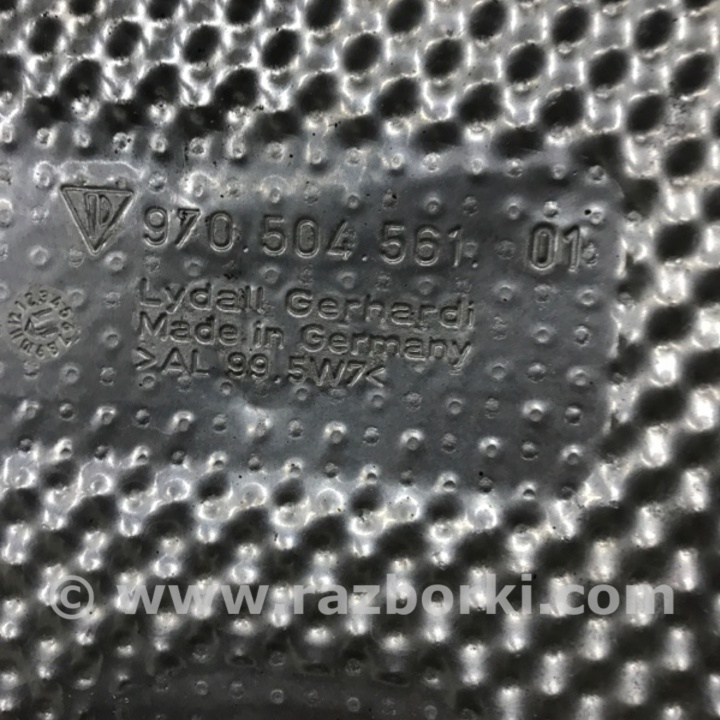 970.504.561. 01
Lydall Gerhardi
Made in Germany
>AL 99.5W7<
© www.razborki.com